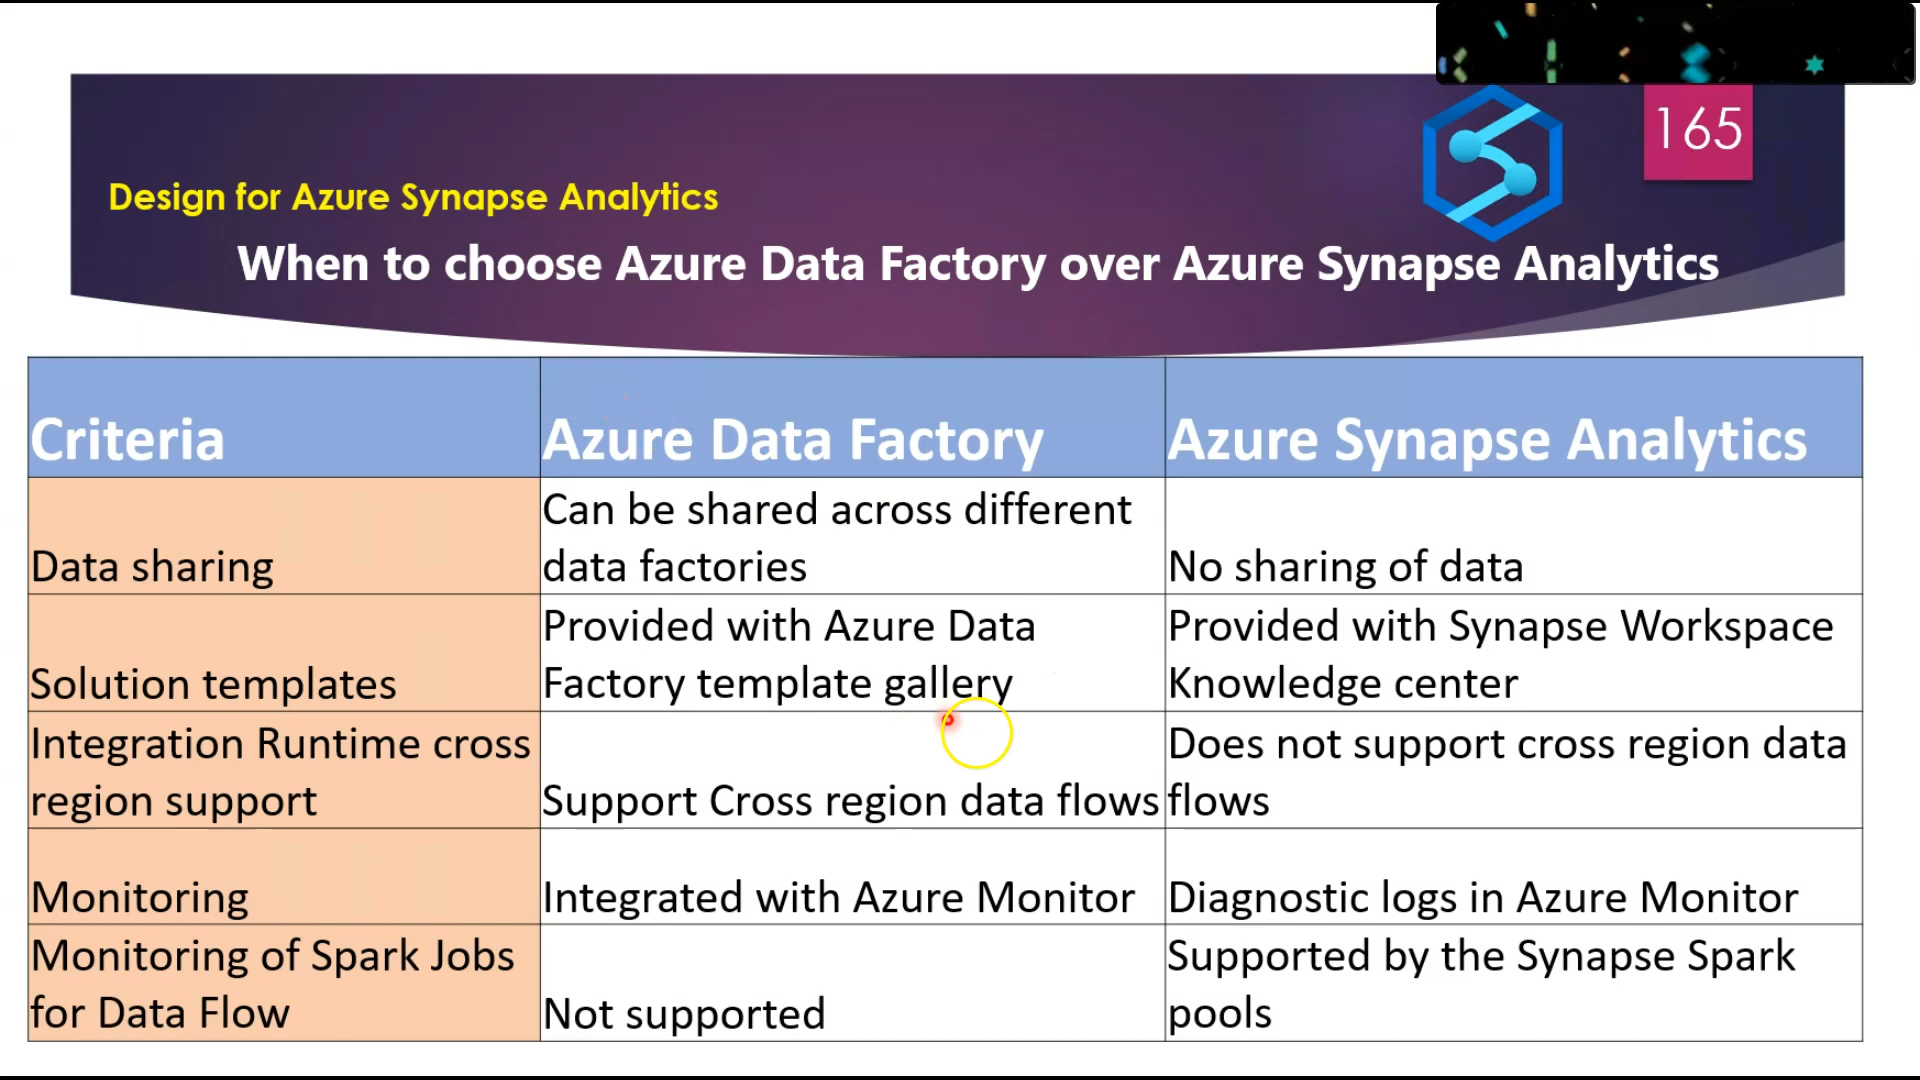 165
Design for Azure Synapse Analytics
When to choose Azure Data Factory over Azure Synapse Analytics
Criteria
Azure Data Factory
Azure Synapse Analytics
Data sharing
Can be shared across different
data factories
No sharing of data
Solution templates
Provided with Azure Data
Factory template gallery
Provided with Synapse Workspace
Knowledge center
Integration Runtime cross
region support
Support Cross region data flows
Does not support cross region data
flows
Monitoring
Integrated with Azure Monitor
Diagnostic logs in Azure Monitor
Monitoring of Spark Jobs
for Data Flow
Not supported
Supported by the Synapse Spark
pools